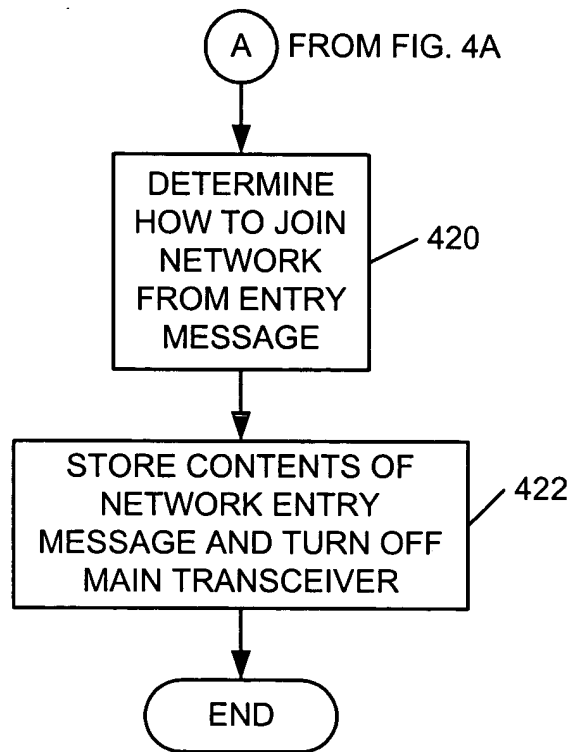 A FROM FIG. 4A
DETERMINE
HOW TO JOIN
NETWORK
FROM ENTRY
MESSAGE
420
STORE CONTENTS OF
NETWORK ENTRY
MESSAGE AND TURN OFF
MAIN TRANSCEIVER
422
END